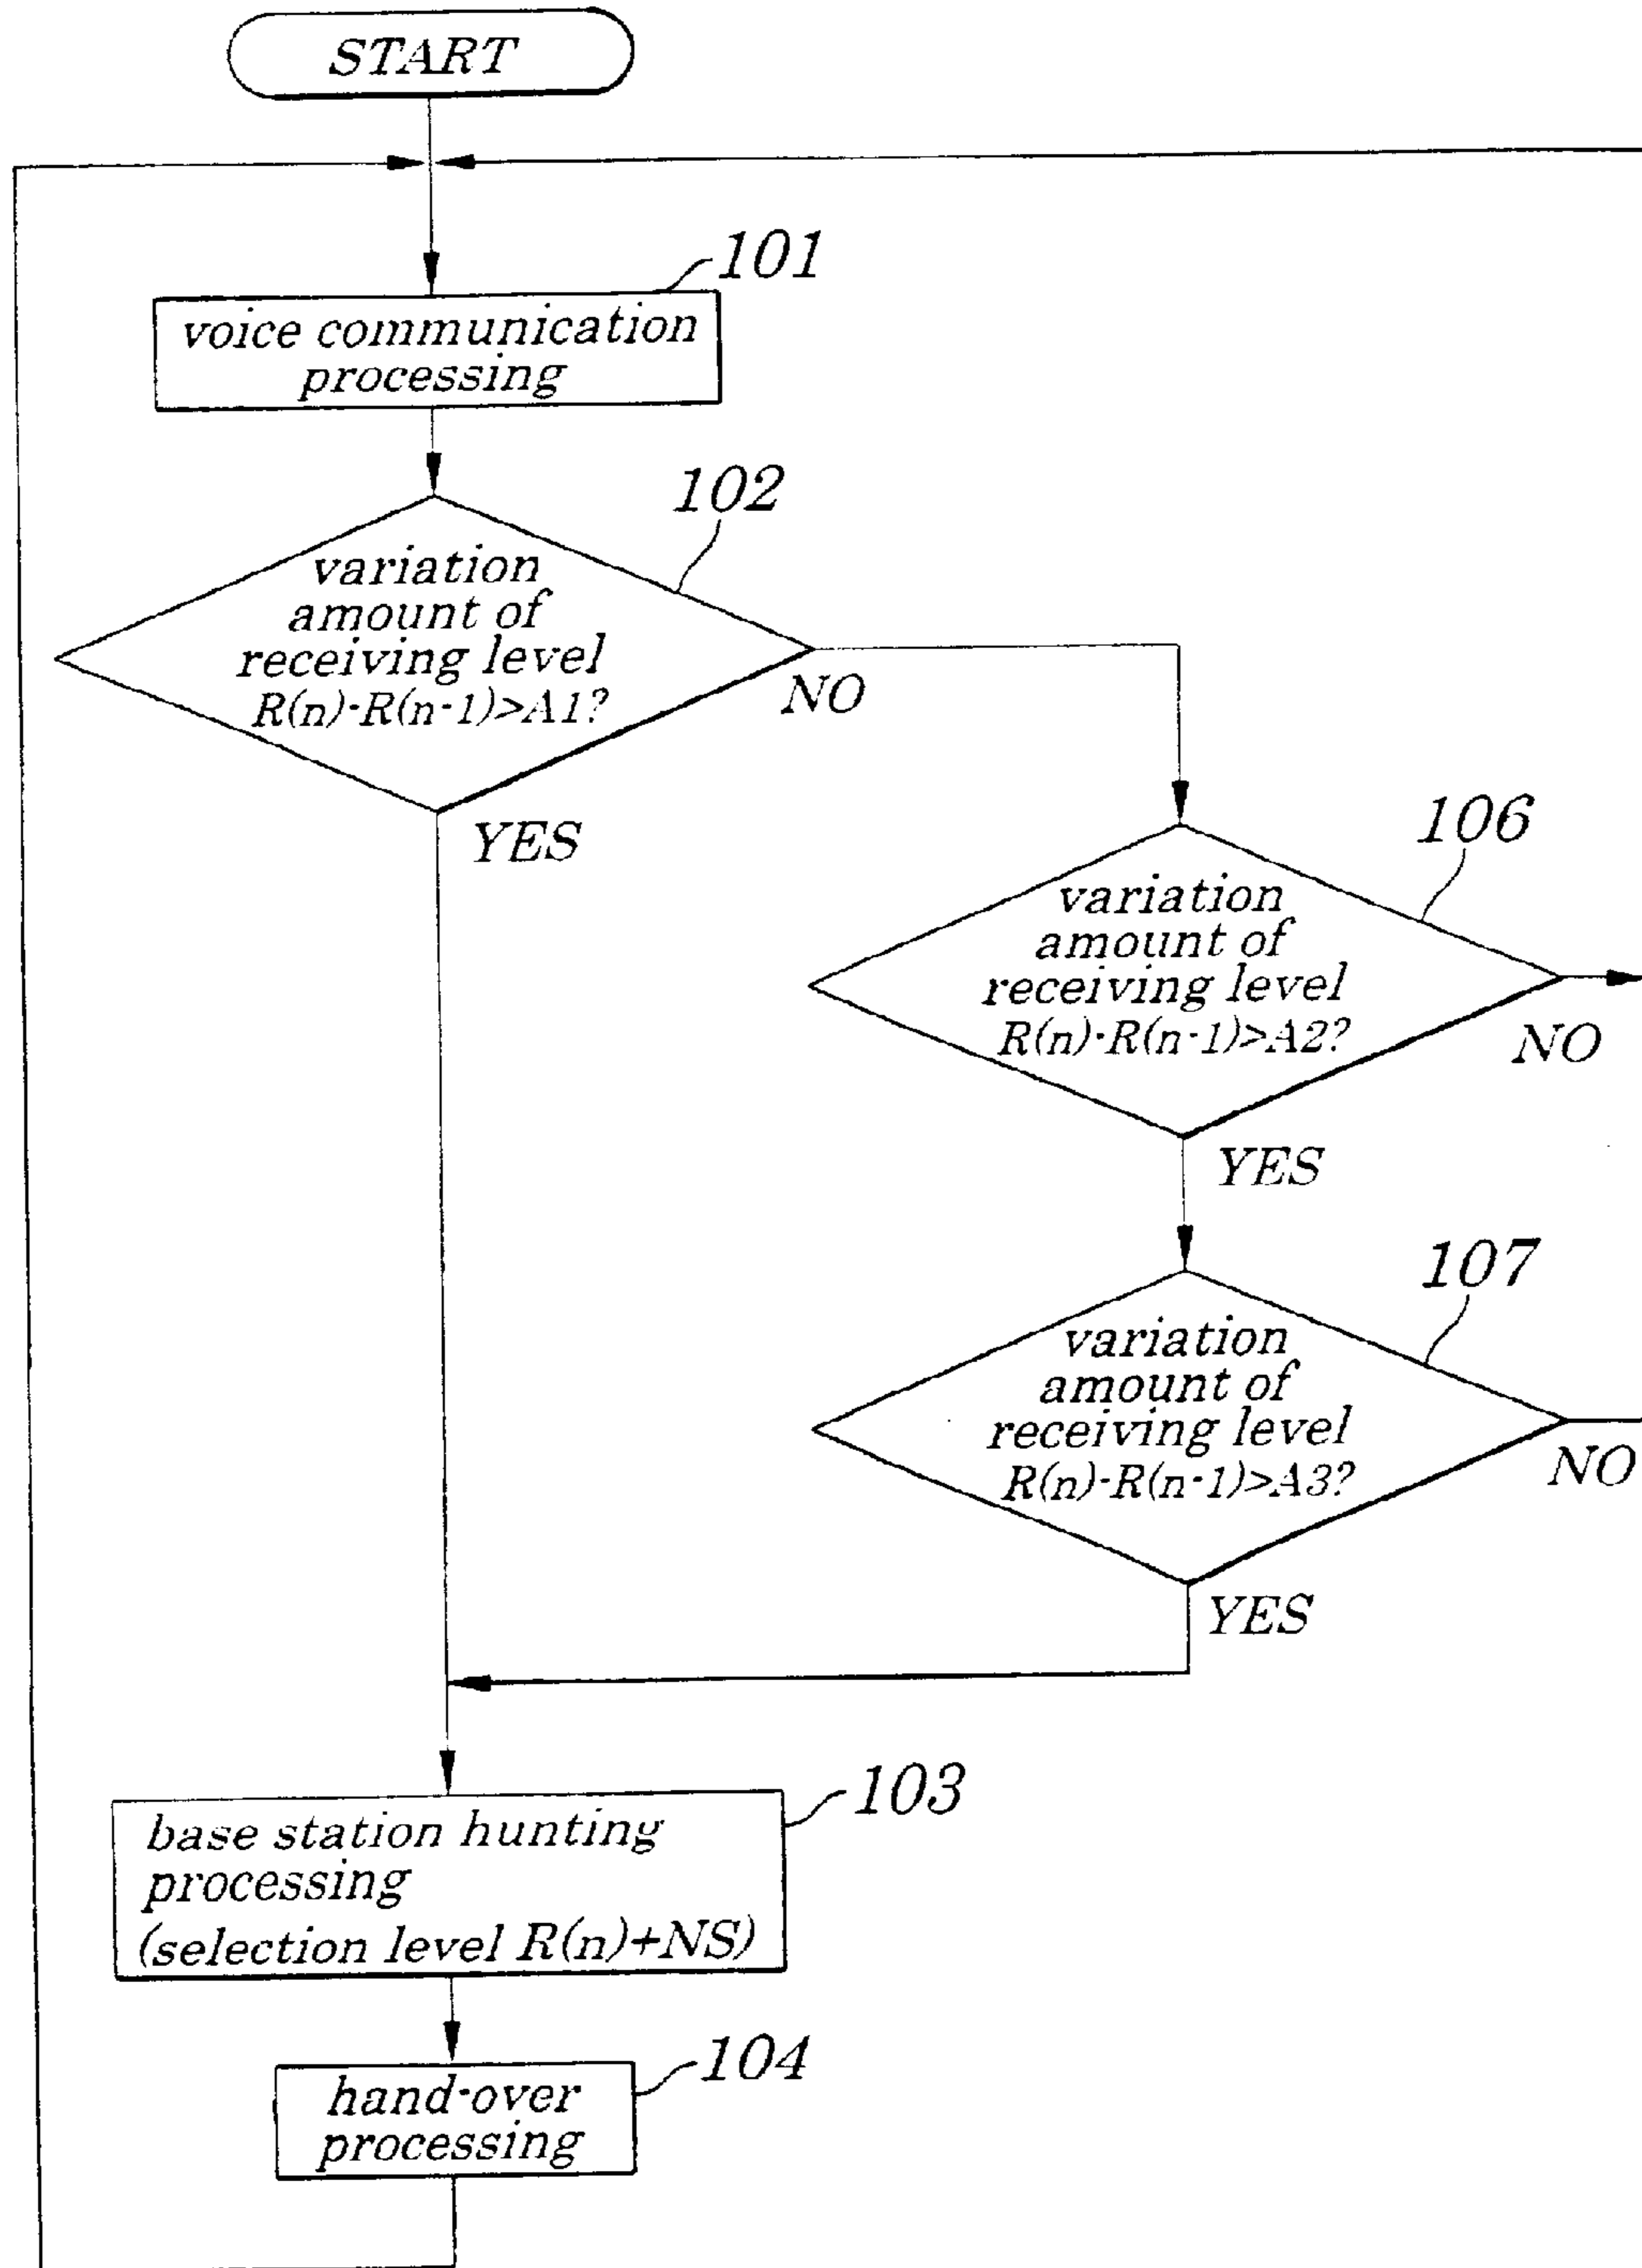 START
101
voice communication
processing
102
variation
amount of
receiving level
R(n)-R(n-1)>A1?
NO
YES
106
variation
amount of
receiving level
R(n)-R(n-1)>A2?
NO
YES
107
variation
amount of
receiving level
R(n)-R(n-1)>A3?
NO
YES
103
base station hunting
processing
(selection level R(n)+NS)
104
hand-over
processing